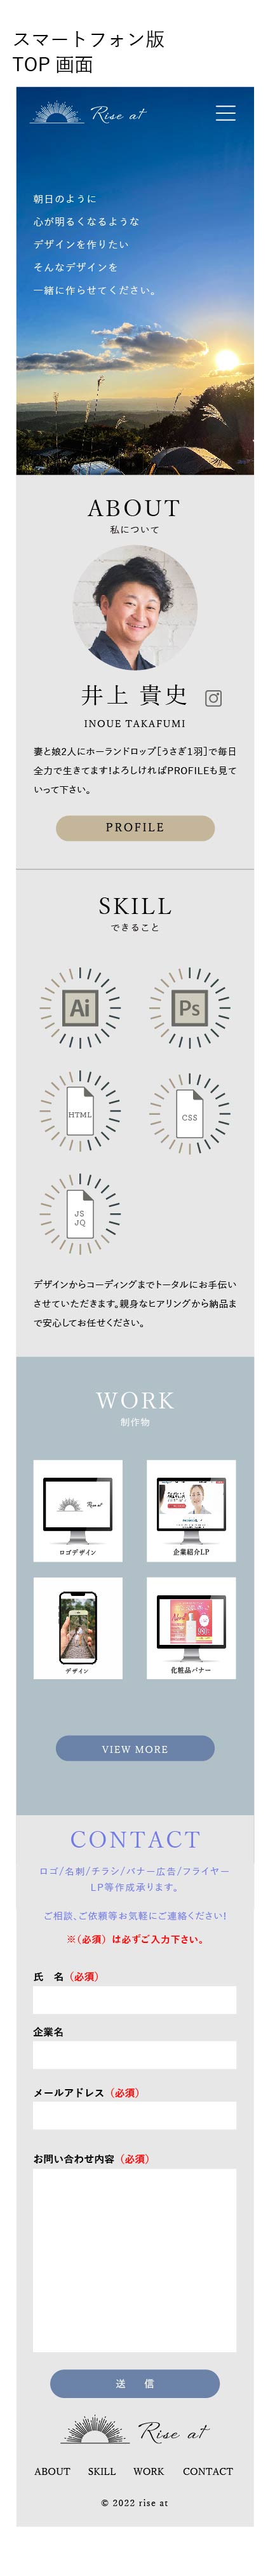 スマートフォン版
TOP 画面
Rise at
朝日のように
心が明るくなるような
デザインを作りたい
そんなデザインを
一緒に作らせてください。
ABOUT
私について
井上 貴史
INOUE TAKAFUMI
妻と娘2人にホーランドロップ[うさぎ1羽]で毎日
全力で生きてます!よろしければPROFILEも見て
いって下さい。
PROFILE
SKILL
できること
Ai
Ps
HTML
CSS
JS
JQ
デザインからコーディングまでトータルにお手伝い
させていただきます。親身なヒアリングから納品ま
で安心してお任せください。
WORK
制作物
Rise at
ロゴデザイン
企業紹介LP
デザイン
化粧品バナー
VIEW MORE
CONTACT
ロゴ/名刺/チラシ/バナー広告/フライヤー
LP等作成承ります。
ご相談、ご依頼等お気軽にご連絡ください!
※（必須）は必ずご入力下さい。
氏　名（必須）
企業名
メールアドレス（必須）
お問い合わせ内容（必須）
送　信
Rise at
ABOUT SKILL WORK CONTACT
© 2022 rise at